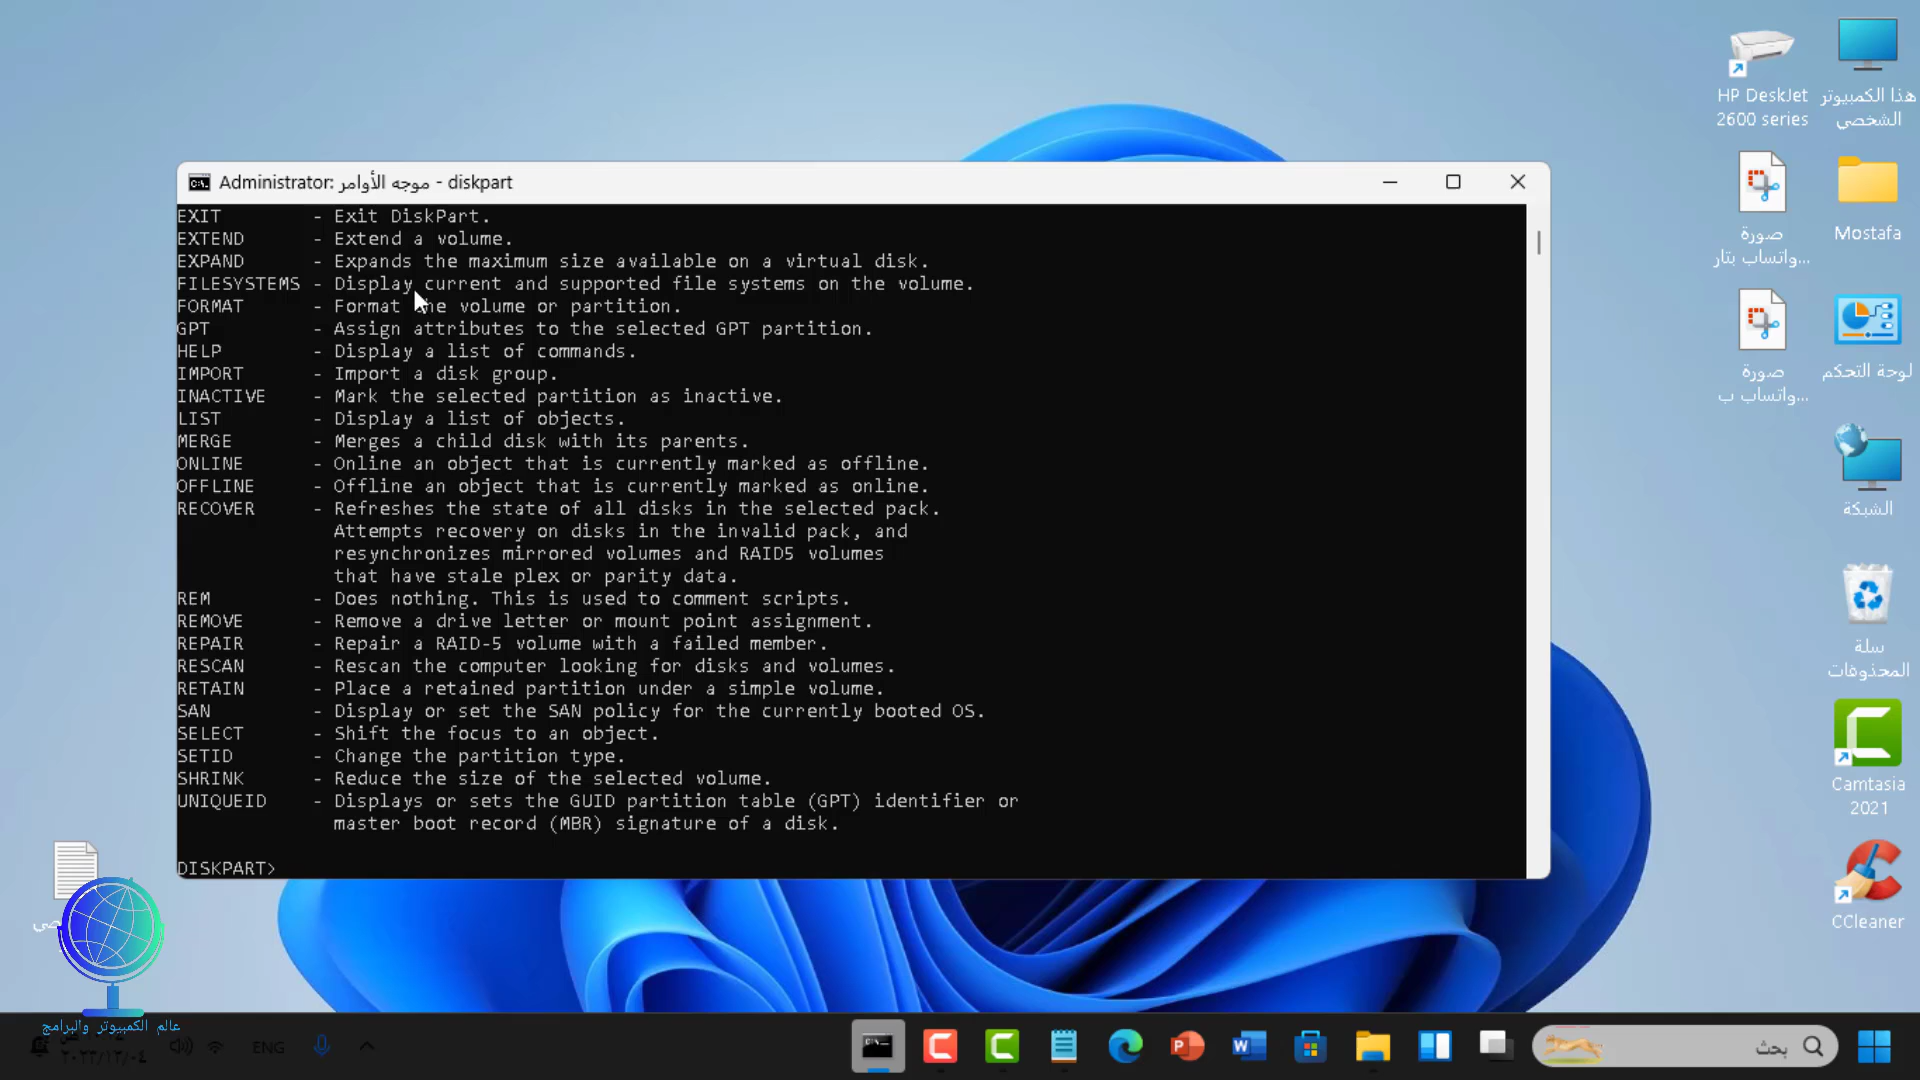 Administrator: موجه الأوامر - diskpart
EXIT        - Exit DiskPart.
EXTEND      - Extend a volume.
EXPAND      - Expands the maximum size available on a virtual disk.
FILESYSTEMS - Display current and supported file systems on the volume.
FORMAT      - Format the volume or partition.
GPT         - Assign attributes to the selected GPT partition.
HELP        - Display a list of commands.
IMPORT      - Import a disk group.
INACTIVE    - Mark the selected partition as inactive.
LIST        - Display a list of objects.
MERGE       - Merges a child disk with its parents.
ONLINE      - Online an object that is currently marked as offline.
OFFLINE     - Offline an object that is currently marked as online.
RECOVER     - Refreshes the state of all disks in the selected pack.
Attempts recovery on disks in the invalid pack, and
resynchronizes mirrored volumes and RAID5 volumes
that have stale plex or parity data.
REM         - Does nothing. This is used to comment scripts.
REMOVE      - Remove a drive letter or mount point assignment.
REPAIR      - Repair a RAID-5 volume with a failed member.
RESCAN      - Rescan the computer looking for disks and volumes.
RETAIN      - Place a retained partition under a simple volume.
SAN         - Display or set the SAN policy for the currently booted OS.
SELECT      - Shift the focus to an object.
SETID       - Change the partition type.
SHRINK      - Reduce the size of the selected volume.
UNIQUEID    - Displays or sets the GUID partition table (GPT) identifier or
master boot record (MBR) signature of a disk.
DISKPART>
هذا الكمبيوتر
الشخصي
HP DeskJet
2600 series
Mostafa
صورة
واتساب بتار...
لوحة التحكم
صورة
واتساب ب...
الشبكة
سلة
المحذوفات
Camtasia
2021
CCleaner
عالم الكمبيوتر والبرامج
بحث
ENG
٢٠٢٣/١٢/٠٤